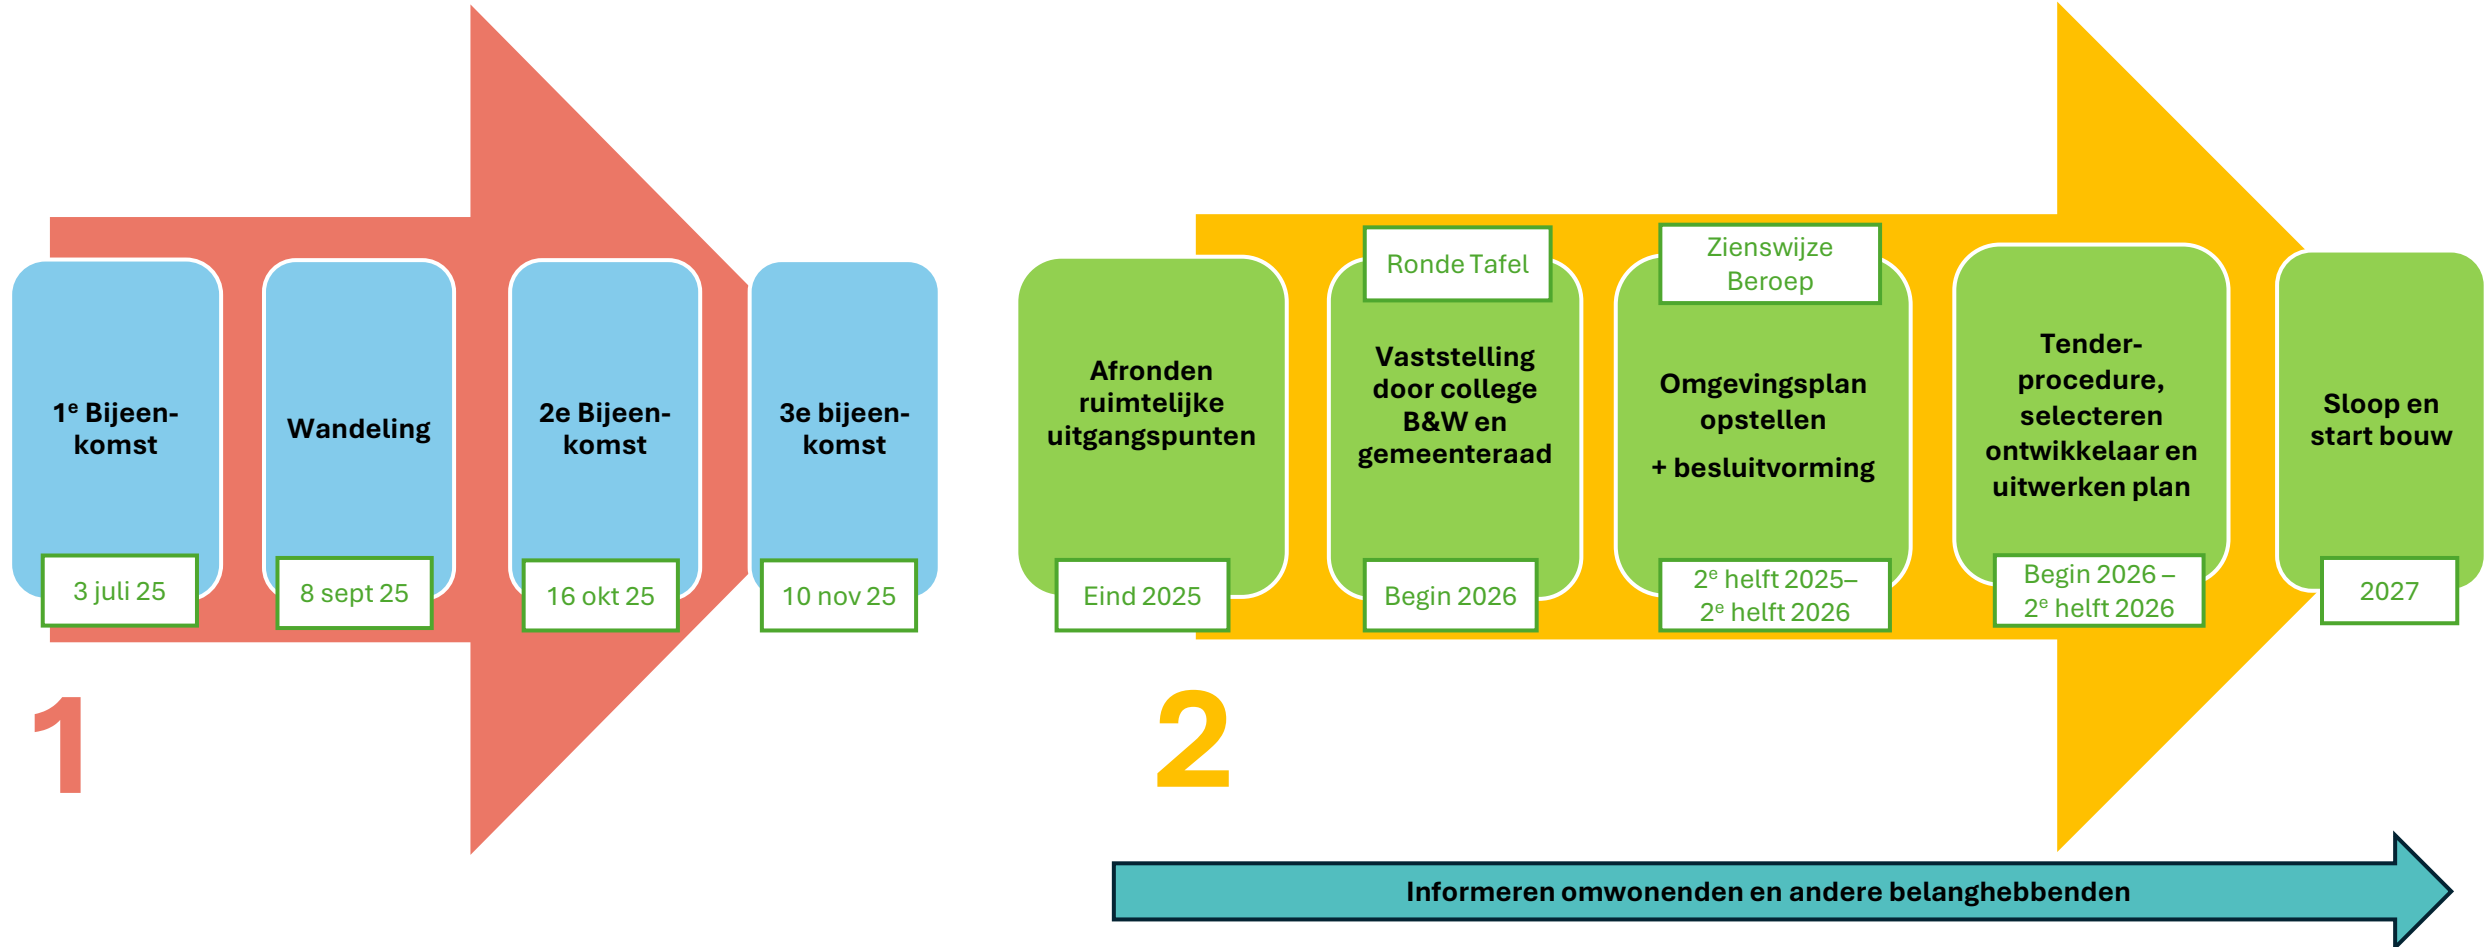 1e Bijeen-
komst
3 juli 25
Wandeling
8 sept 25
2e Bijeen-
komst
16 okt 25
3e bijeen-
komst
10 nov 25
1
Afronden
ruimtelijke
uitgangspunten
Eind 2025
Ronde Tafel
Vaststelling
door college
B&W en
gemeenteraad
Begin 2026
Zienswijze
Beroep
Omgevingsplan
opstellen
+ besluitvorming
2e helft 2025–
2e helft 2026
Tender-
procedure,
selecteren
ontwikkelaar en
uitwerken plan
Begin 2026 –
2e helft 2026
Sloop en
start bouw
2027
2
Informeren omwonenden en andere belanghebbenden